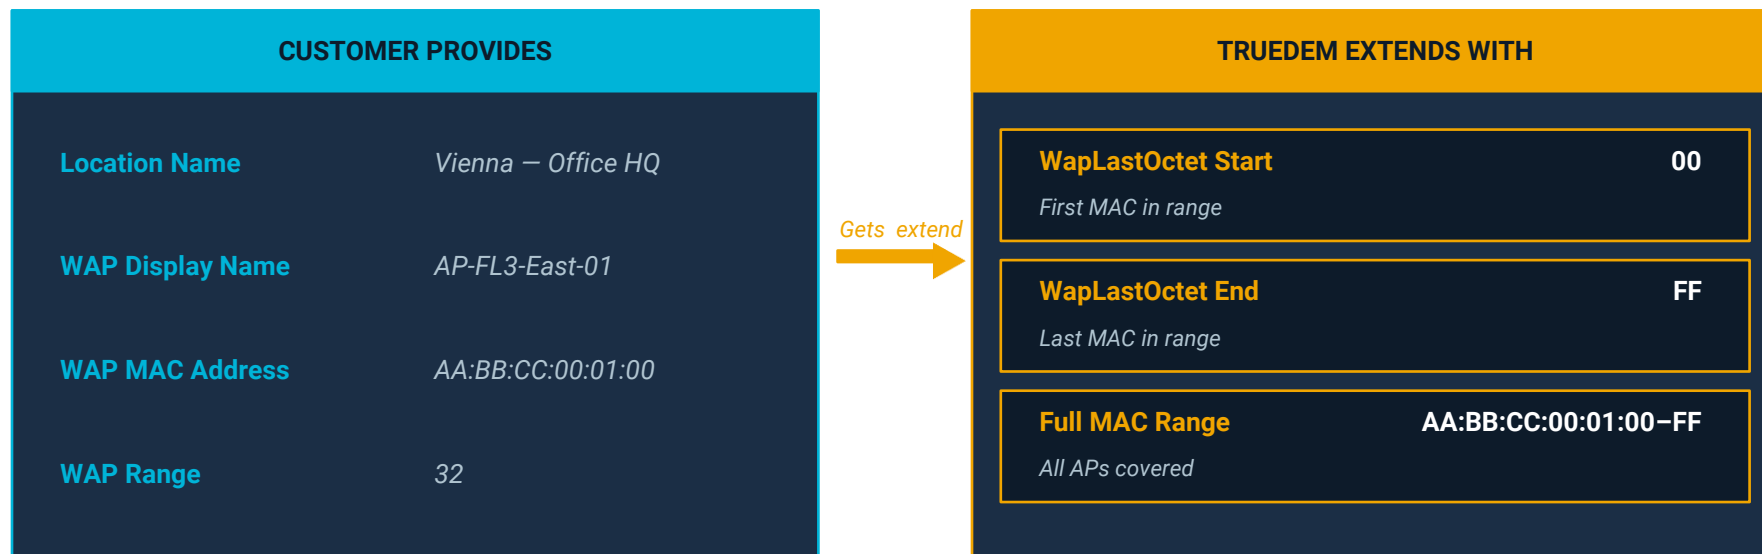 CUSTOMER PROVIDES
Location Name Vienna — Office HQ
WAP Display Name AP-FL3-East-01
WAP MAC Address AA:BB:CC:00:01:00
WAP Range 32
Gets extend
TRUEDEM EXTENDS WITH
WapLastOctet Start 00
First MAC in range
WapLastOctet End FF
Last MAC in range
Full MAC Range AA:BB:CC:00:01:00–FF
All APs covered